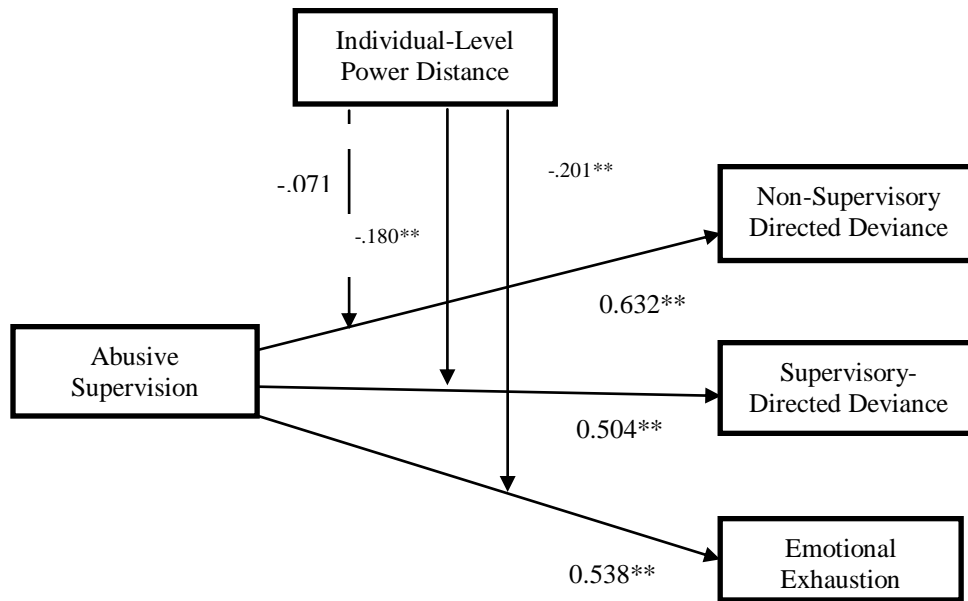 Individual-Level
Power Distance
-.071
-.201**
-.180**
Non-Supervisory
Directed Deviance
0.632**
Abusive
Supervision
Supervisory-
Directed Deviance
0.504**
Emotional
Exhaustion
0.538**